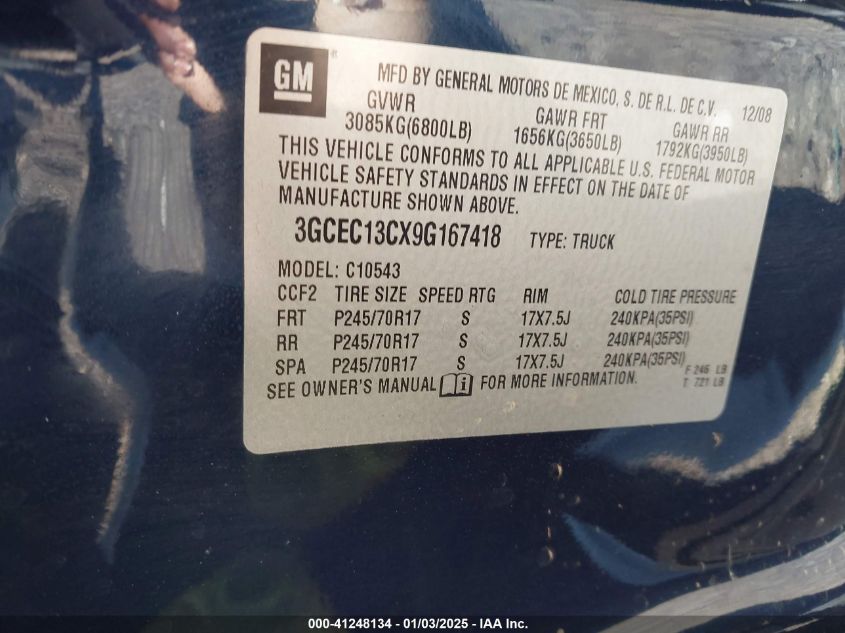 GM
MFD BY GENERAL MOTORS DE MEXICO, S. DE R.L. DE C.V. 12/08
GVWR GAWR FRT GAWR RR
3085KG(6800LB) 1656KG(3650LB) 1792KG(3950LB)
THIS VEHICLE CONFORMS TO ALL APPLICABLE U.S. FEDERAL MOTOR
VEHICLE SAFETY STANDARDS IN EFFECT ON THE DATE OF
MANUFACTURE SHOWN ABOVE.
3GCEC13CX9G167418 TYPE: TRUCK
MODEL: C10543
CCF2 TIRE SIZE SPEED RTG RIM COLD TIRE PRESSURE
FRT P245/70R17 S 17X7.5J 240KPA(35PSI)
RR P245/70R17 S 17X7.5J 240KPA(35PSI)
SPA P245/70R17 S 17X7.5J 240KPA(35PSI)
SEE OWNER'S MANUAL i FOR MORE INFORMATION.
F 246 LB
T 721 LB
000-41248134 - 01/03/2025 - IAA Inc.